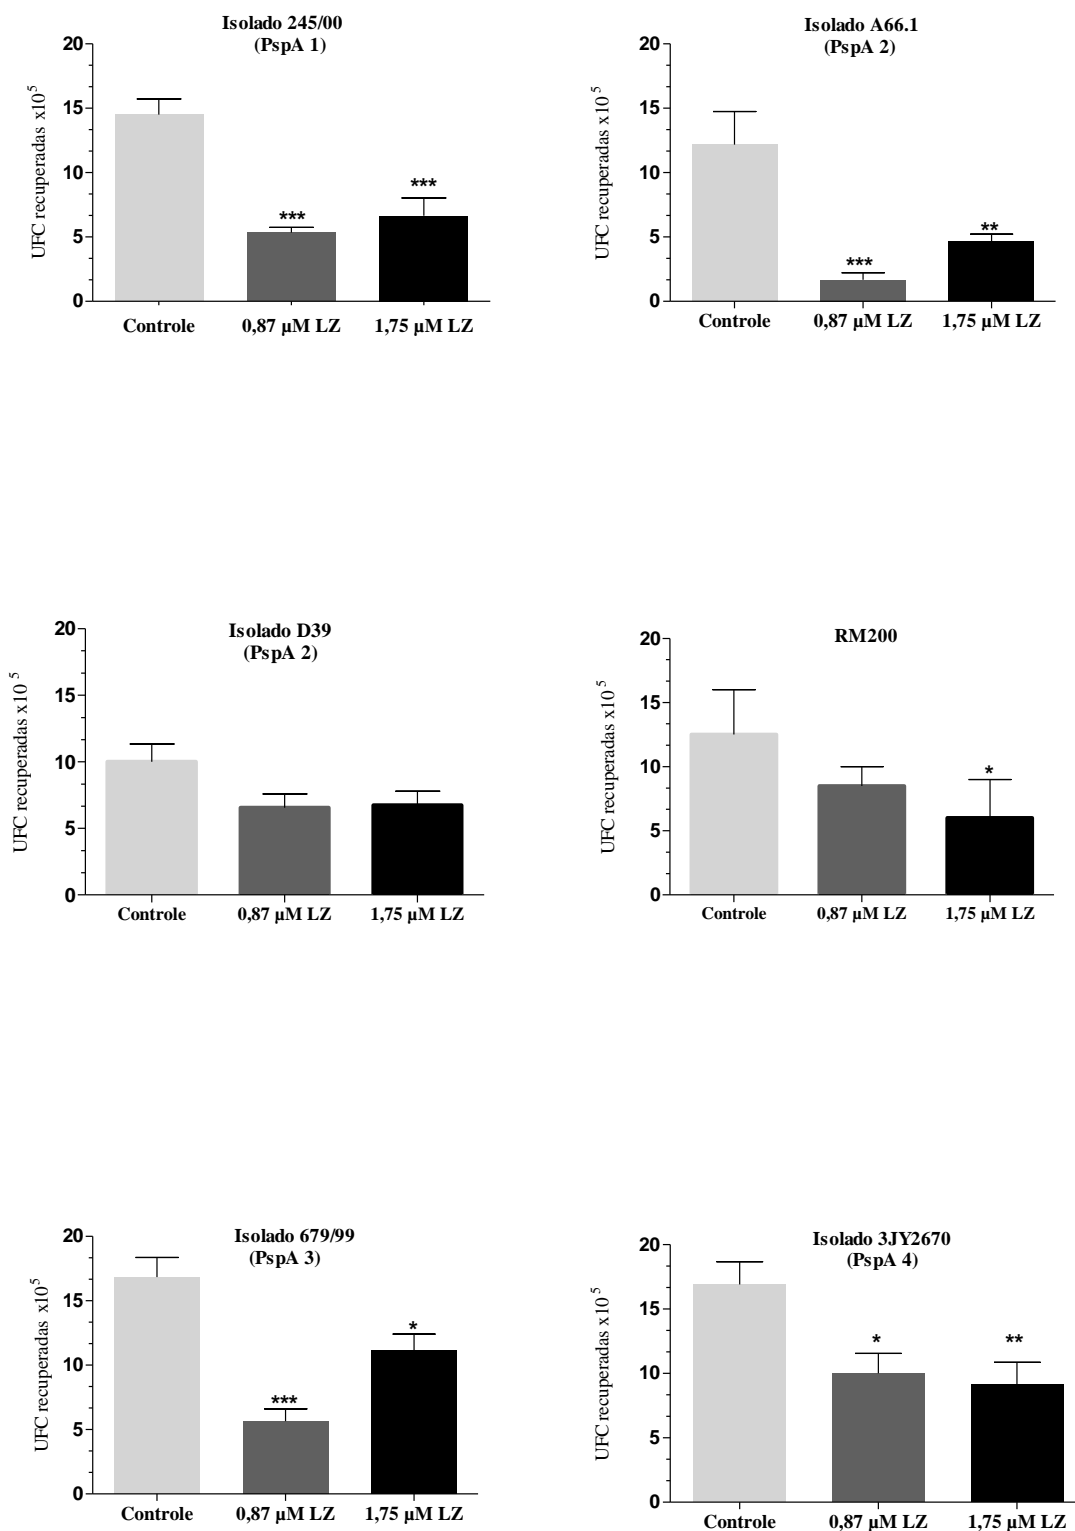 Isolado 245/00
(PspA 1)
UFC recuperadas x10^5
20
15
10
5
0
***
***
Controle
0,87 µM LZ
1,75 µM LZ
Isolado A66.1
(PspA 2)
UFC recuperadas x10^5
20
15
10
5
0
***
**
Controle
0,87 µM LZ
1,75 µM LZ
Isolado D39
(PspA 2)
UFC recuperadas x10^5
20
15
10
5
0
Controle
0,87 µM LZ
1,75 µM LZ
RM200
UFC recuperadas x10^5
20
15
10
5
0
*
Controle
0,87 µM LZ
1,75 µM LZ
Isolado 679/99
(PspA 3)
UFC recuperadas x10^5
20
15
10
5
0
***
*
Controle
0,87 µM LZ
1,75 µM LZ
Isolado 3JY2670
(PspA 4)
UFC recuperadas x10^5
20
15
10
5
0
*
**
Controle
0,87 µM LZ
1,75 µM LZ